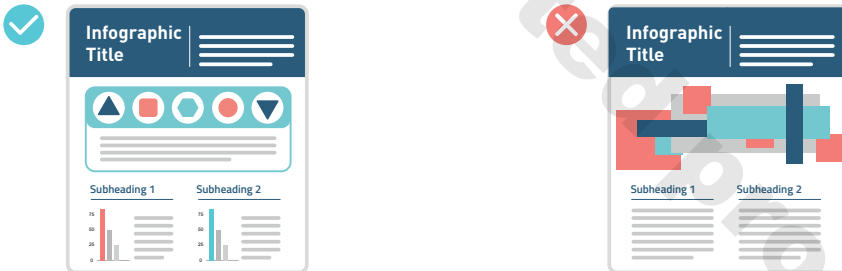 Infographic
Title
Subheading 1
Subheading 2
75
50
25
0
75
50
25
0
Infographic
Title
Subheading 1
Subheading 2